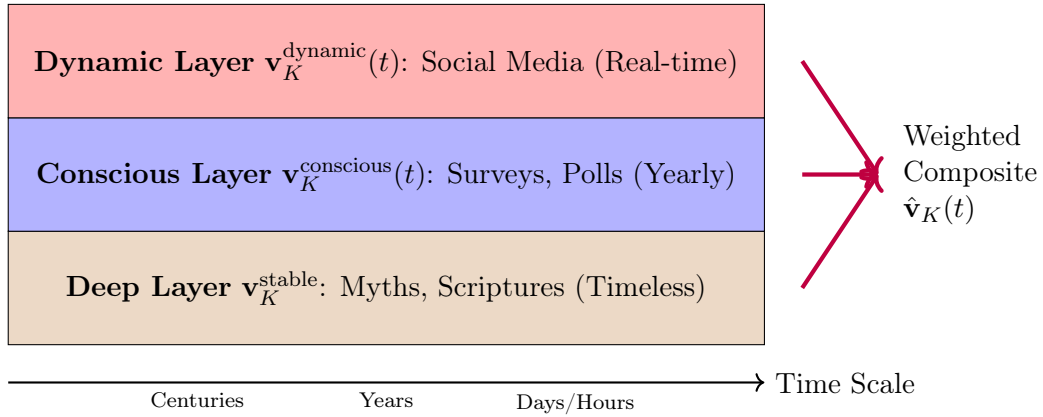 Dynamic Layer v_K^dynamic(t): Social Media (Real-time)
Conscious Layer v_K^conscious(t): Surveys, Polls (Yearly)
Deep Layer v_K^stable: Myths, Scriptures (Timeless)
Weighted
Composite
v̂_K(t)
Time Scale
Centuries
Years
Days/Hours